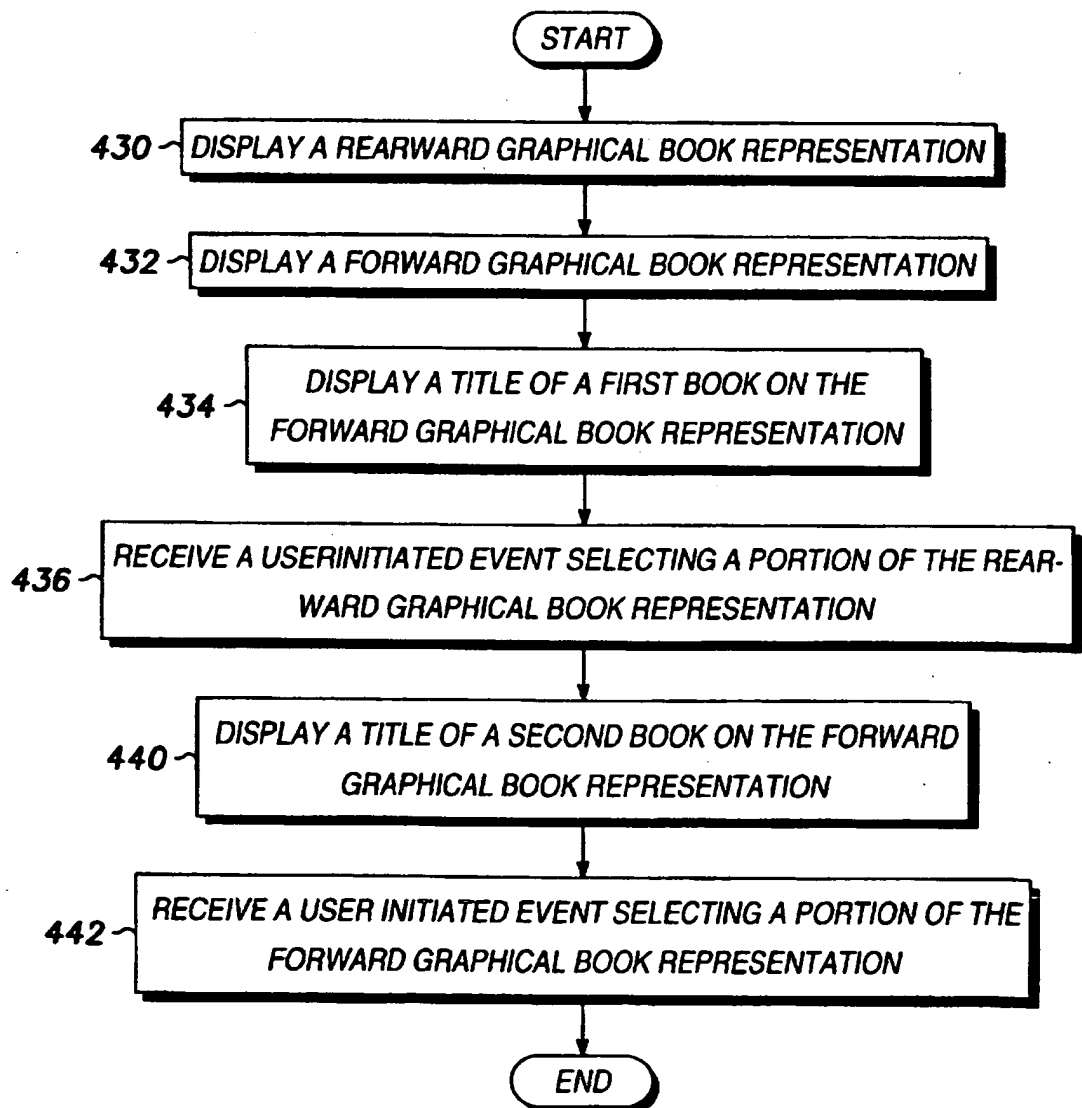 START
430 DISPLAY A REARWARD GRAPHICAL BOOK REPRESENTATION
432 DISPLAY A FORWARD GRAPHICAL BOOK REPRESENTATION
434
DISPLAY A TITLE OF A FIRST BOOK ON THE
FORWARD GRAPHICAL BOOK REPRESENTATION
436
RECEIVE A USERINITIATED EVENT SELECTING A PORTION OF THE REAR-
WARD GRAPHICAL BOOK REPRESENTATION
440
DISPLAY A TITLE OF A SECOND BOOK ON THE FORWARD
GRAPHICAL BOOK REPRESENTATION
442
RECEIVE A USER INITIATED EVENT SELECTING A PORTION OF THE
FORWARD GRAPHICAL BOOK REPRESENTATION
END